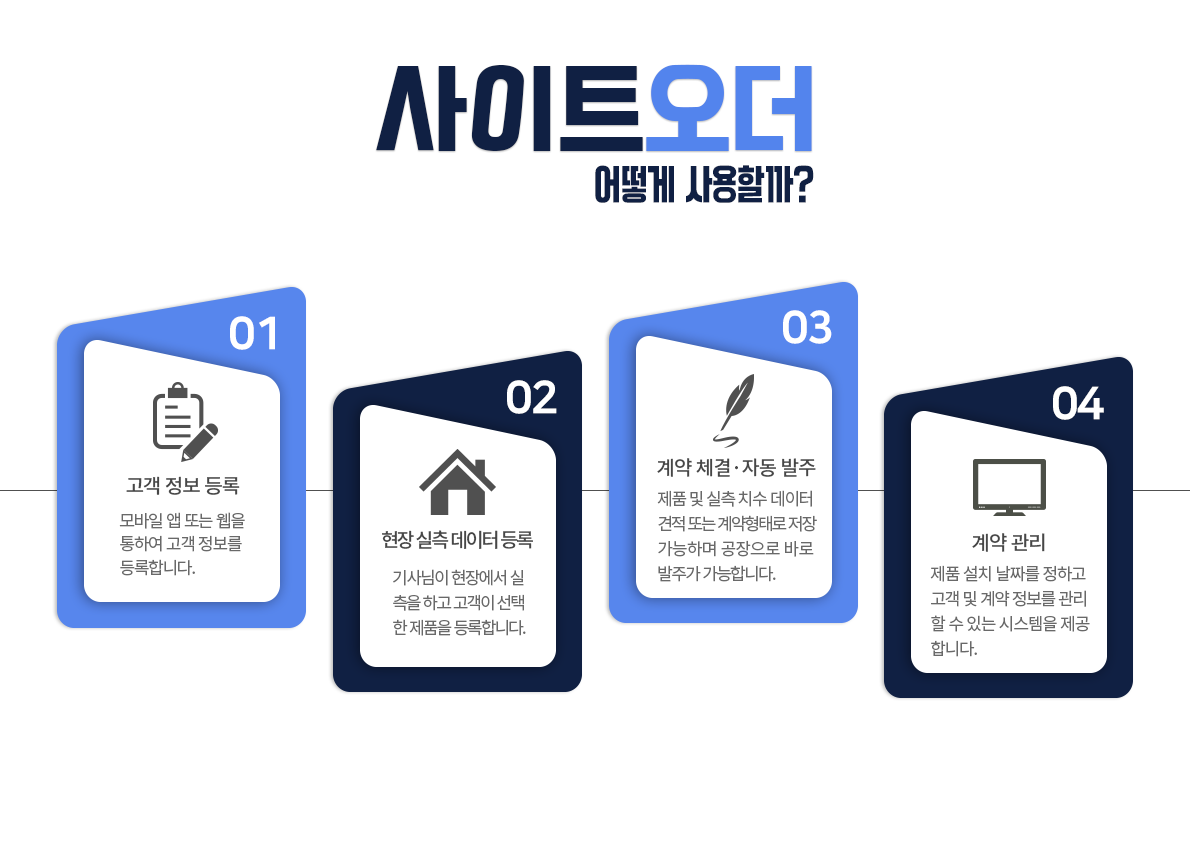 사이트오더
어떻게 사용할까?
01
고객 정보 등록
모바일 앱 또는 웹을
통하여 고객 정보를
등록합니다.
02
현장 실측 데이터 등록
기사님이 현장에서 실
측을 하고 고객이 선택
한 제품을 등록합니다.
03
계약 체결·자동 발주
제품 및 실측 치수 데이터
견적 또는 계약형태로 저장
가능하며 공장으로 바로
발주가 가능합니다.
04
계약 관리
제품 설치 날짜를 정하고
고객 및 계약 정보를 관리
할 수 있는 시스템을 제공
합니다.